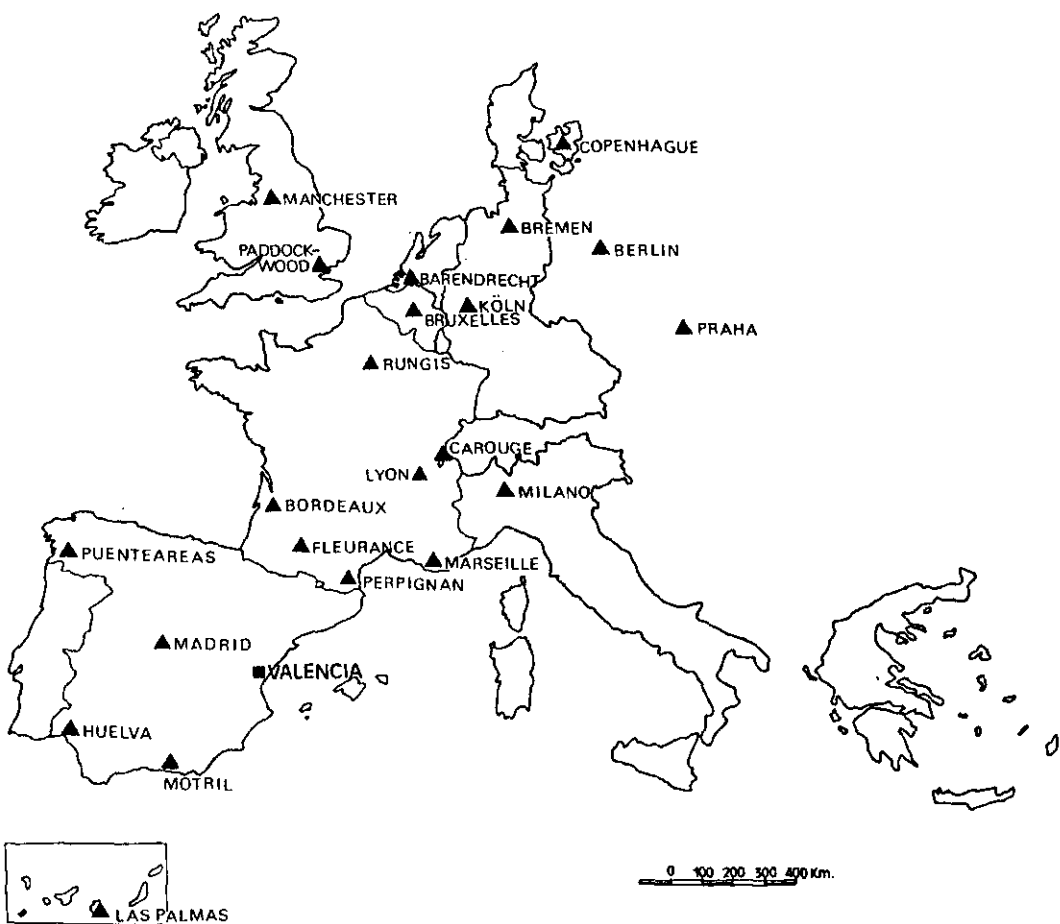 COPENHAGUE
MANCHESTER
BREMEN
PADDOCK-
WOOD
BERLIN
BARENDRECHT
KÖLN
BRUXELLES
PRAHA
RUNGIS
CAROUGE
LYON
MILANO
BORDEAUX
FLEURANCE
PUENTEAREAS
MARSEILLE
PERPIGNAN
MADRID
VALENCIA
HUELVA
MOTRIL
0 100 200 300 400 Km.
LAS PALMAS